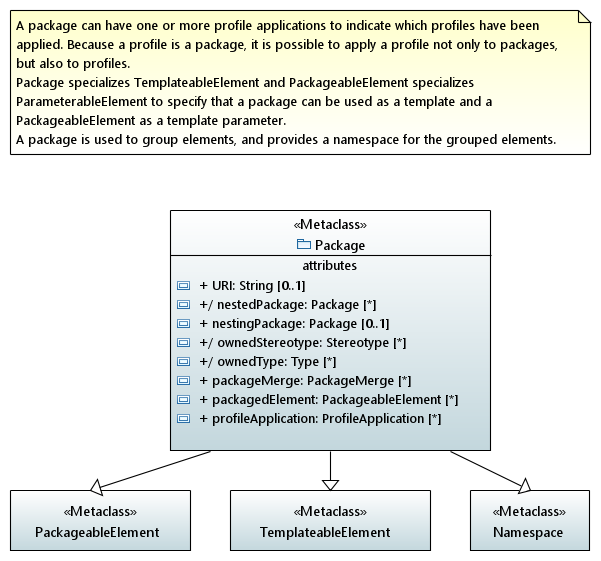 A package can have one or more profile applications to indicate which profiles have been
applied. Because a profile is a package, it is possible to apply a profile not only to packages,
but also to profiles.
Package specializes TemplateableElement and PackageableElement specializes
ParameterableElement to specify that a package can be used as a template and a
PackageableElement as a template parameter.
A package is used to group elements, and provides a namespace for the grouped elements.
«Metaclass»
Package
attributes
+ URI: String [0..1]
+/ nestedPackage: Package [*]
+ nestingPackage: Package [0..1]
+/ ownedStereotype: Stereotype [*]
+/ ownedType: Type [*]
+ packageMerge: PackageMerge [*]
+ packagedElement: PackageableElement [*]
+ profileApplication: ProfileApplication [*]
«Metaclass»
PackageableElement
«Metaclass»
TemplateableElement
«Metaclass»
Namespace